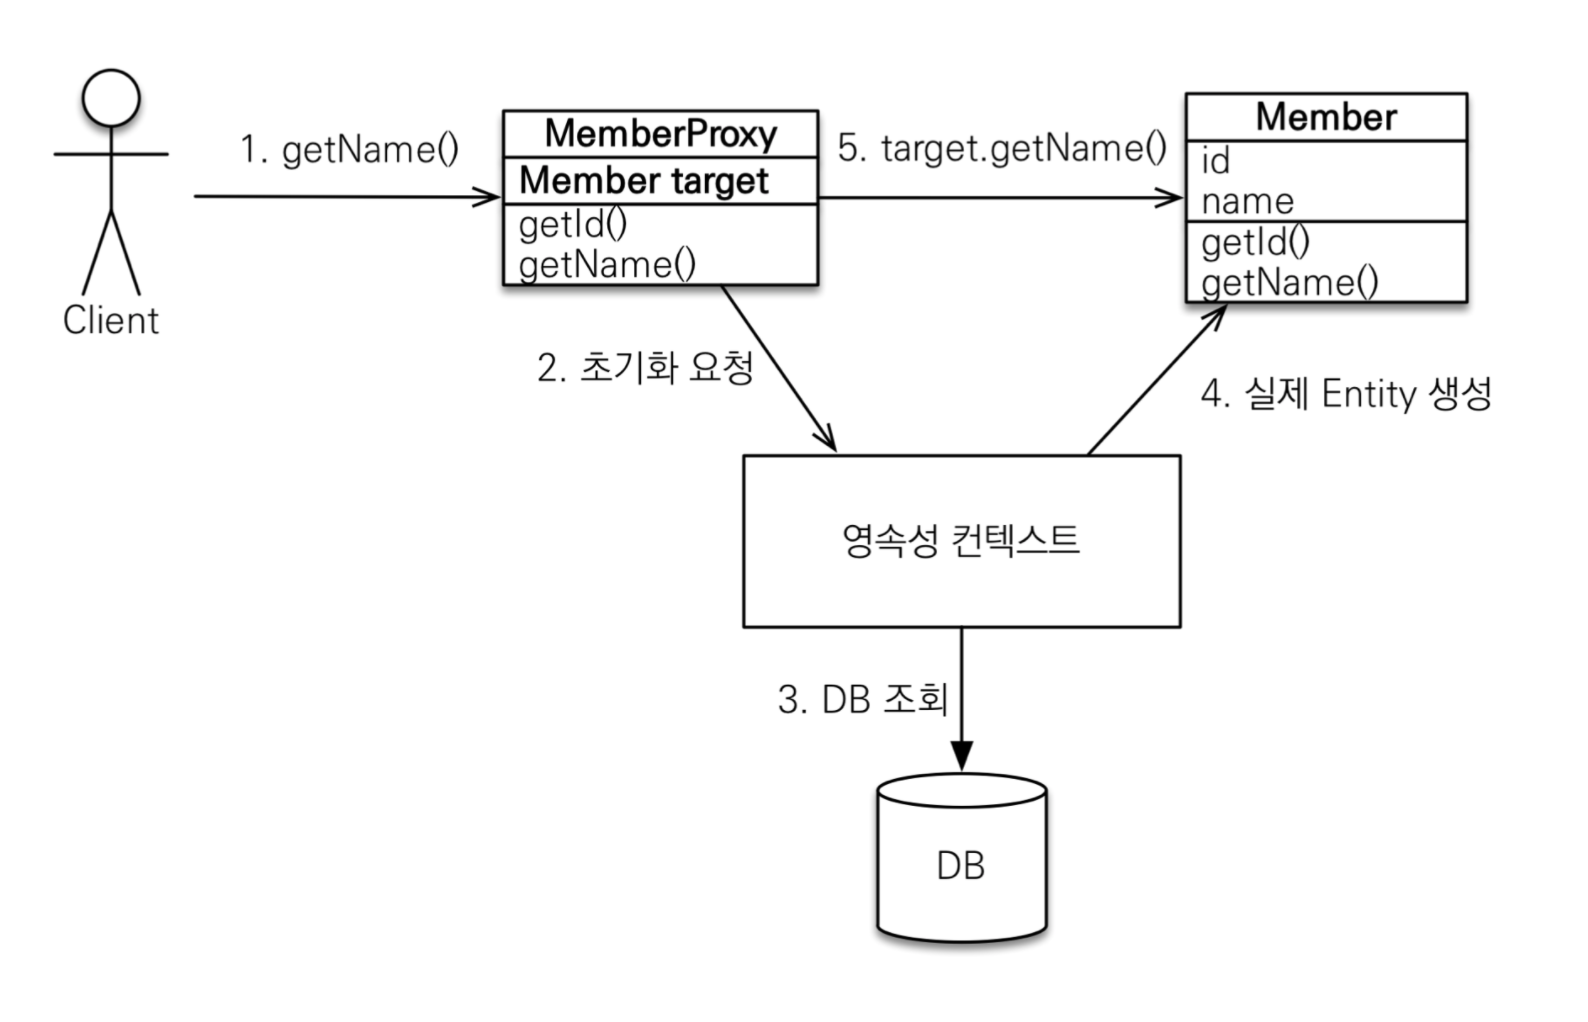 Client
1. getName()
MemberProxy
Member target
getId()
getName()
5. target.getName()
Member
id
name
getId()
getName()
2. 초기화 요청
4. 실제 Entity 생성
영속성 컨텍스트
3. DB 조회
DB